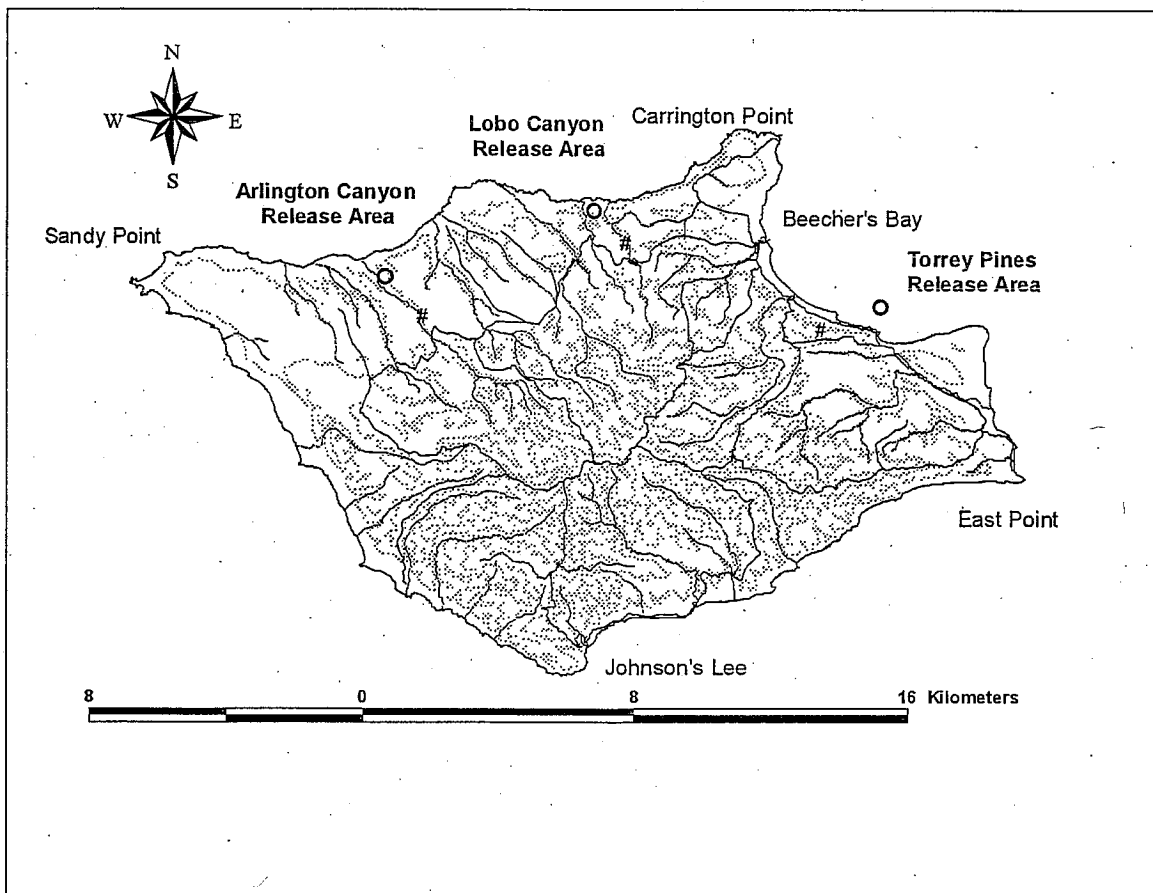 N
W E
S
Lobo Canyon
Release Area
Carrington Point
Arlington Canyon
Release Area
Beecher's Bay
Sandy Point
Torrey Pines
Release Area
#
#
#
East Point
Johnson's Lee
8 0 8 16 Kilometers